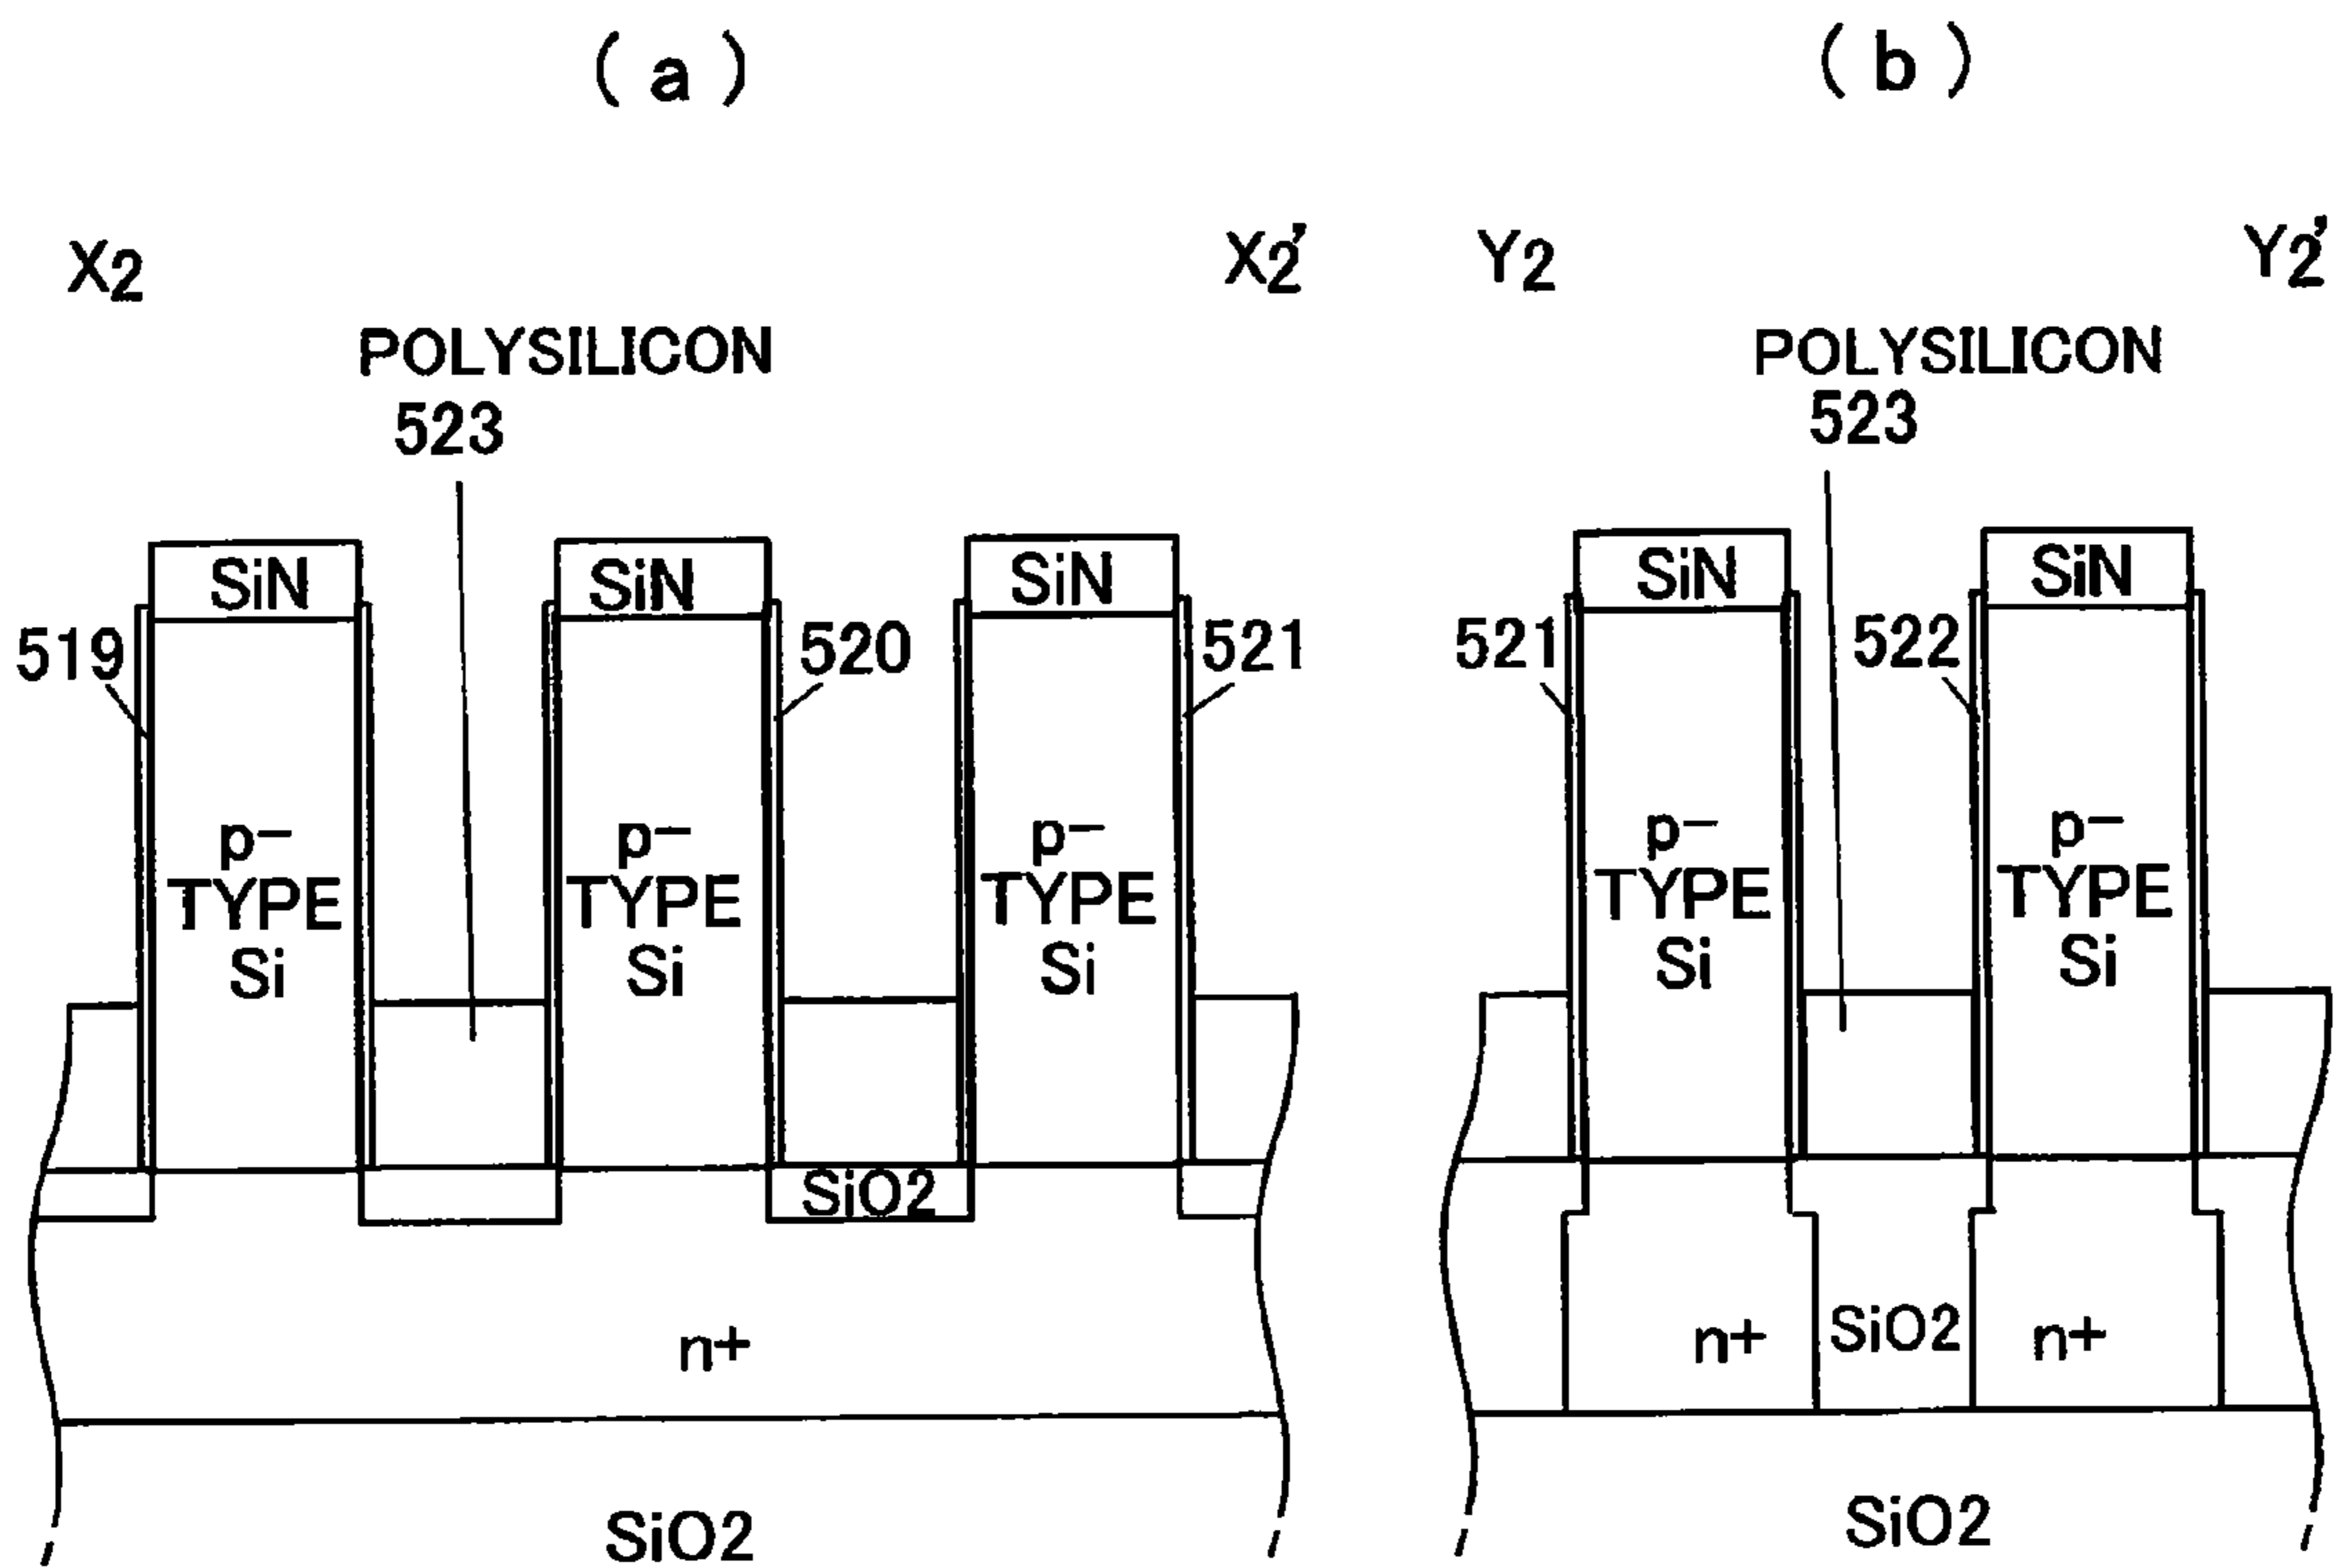 (a)
X2
X2'
POLYSILICON
523
SiN
SiN
SiN
519
520
521
p-
TYPE
Si
p-
TYPE
Si
p-
TYPE
Si
SiO2
n+
SiO2
(b)
Y2
Y2'
POLYSILICON
523
SiN
SiN
521
522
p-
TYPE
Si
p-
TYPE
Si
n+
SiO2
n+
SiO2